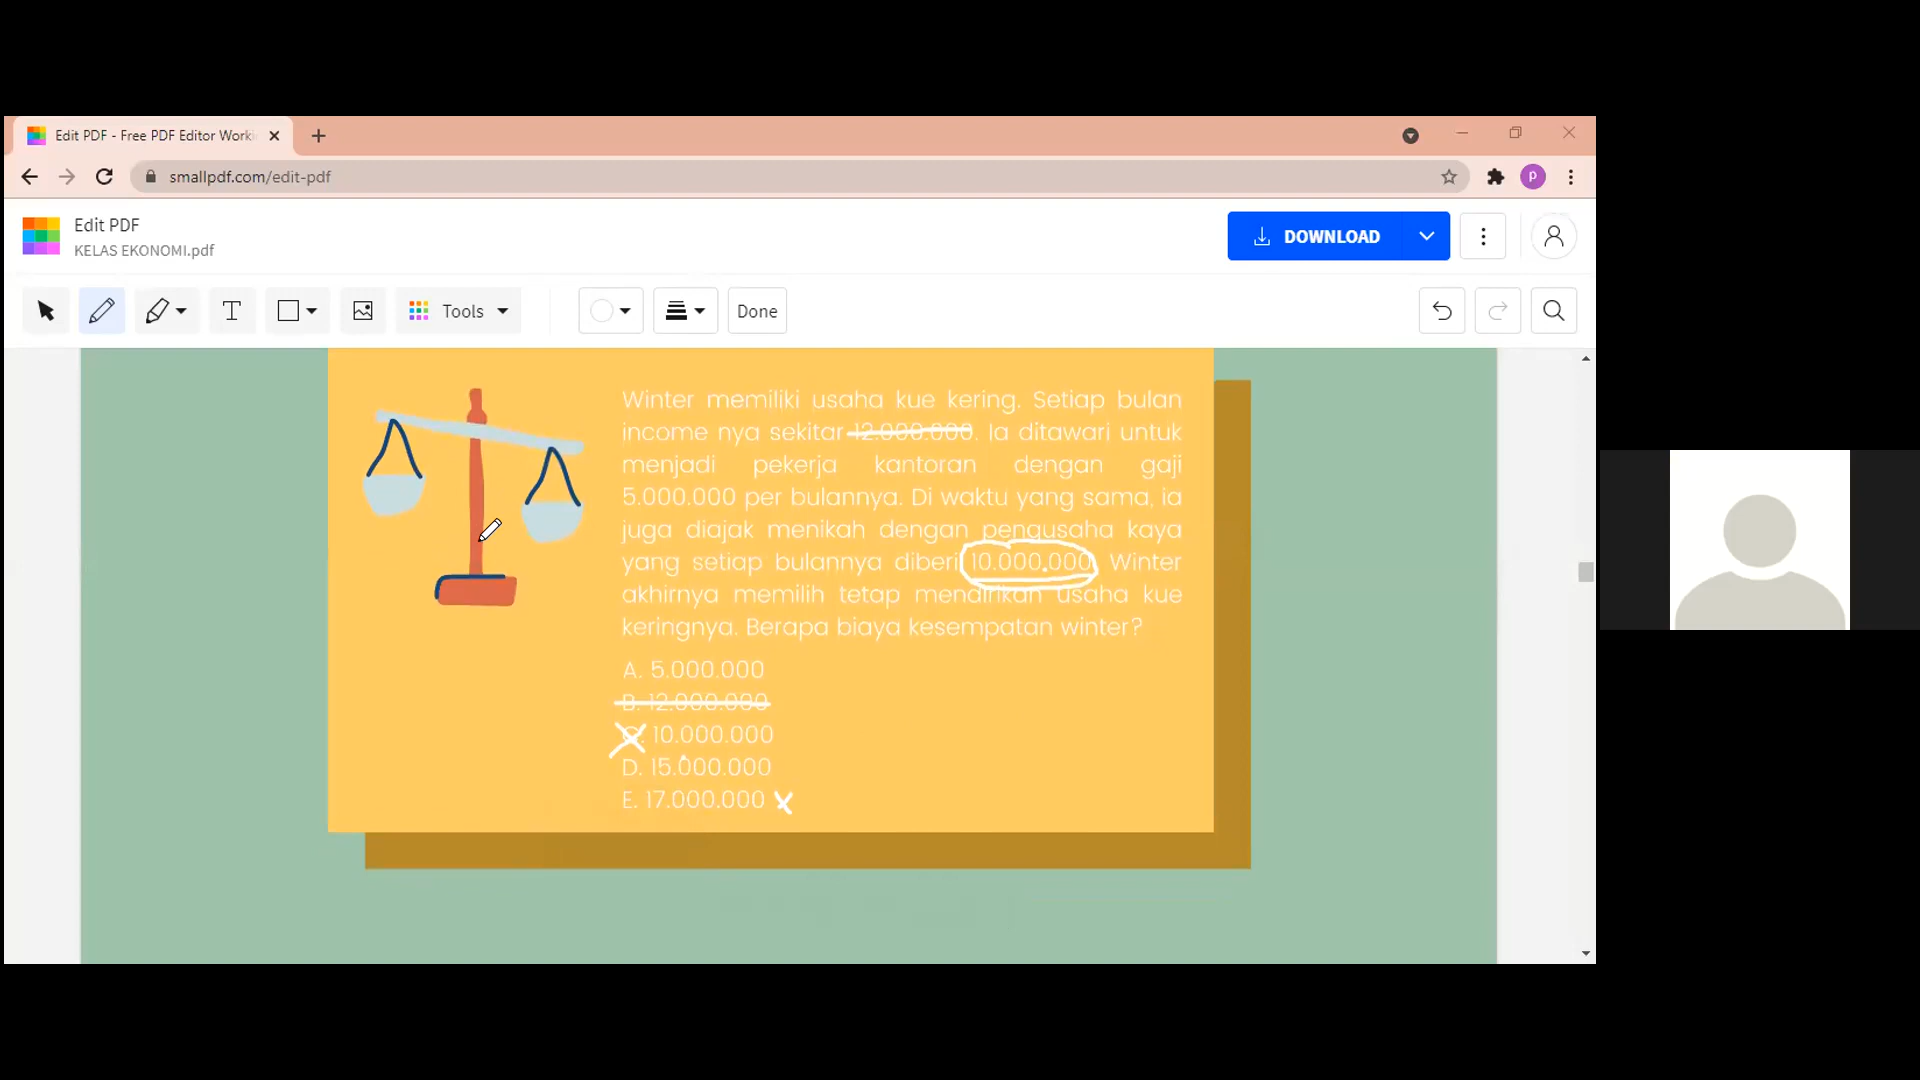 Edit PDF - Free PDF Editor Worki
smallpdf.com/edit-pdf
P
Edit PDF
KELAS EKONOMI.pdf
DOWNLOAD
T
Tools
Done
Winter memiliki usaha kue kering. Setiap bulan
income nya sekitar 12.000.000. Ia ditawari untuk
menjadi pekerja kantoran dengan gaji
5.000.000 per bulannya. Di waktu yang sama, ia
juga diajak menikah dengan pengusaha kaya
yang setiap bulannya diberi 10.000.000. Winter
akhirnya memilih tetap mendirikan usaha kue
keringnya. Berapa biaya kesempatan winter?
A. 5.000.000
B. 12.000.000
C. 10.000.000
D. 15.000.000
E. 17.000.000 x